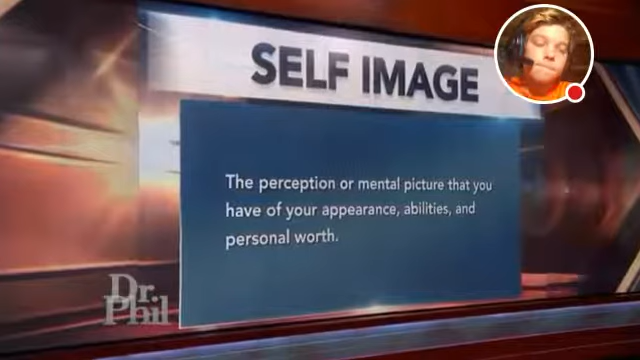 SELF IMAGE
The perception or mental picture that you
have of your appearance, abilities, and
personal worth.
Dr.
Phil